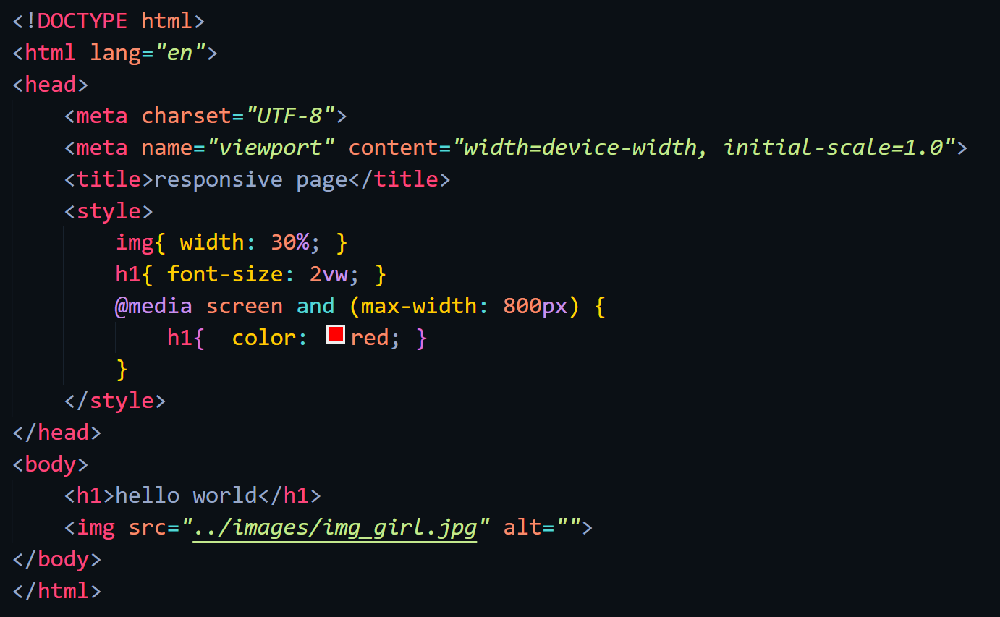 <!DOCTYPE html>
<html lang="en">
<head>
    <meta charset="UTF-8">
    <meta name="viewport" content="width=device-width, initial-scale=1.0">
    <title>responsive page</title>
    <style>
        img{ width: 30%; }
        h1{ font-size: 2vw; }
        @media screen and (max-width: 800px) {
            h1{  color: red; }
        }
    </style>
</head>
<body>
    <h1>hello world</h1>
    <img src="../images/img_girl.jpg" alt="">
</body>
</html>